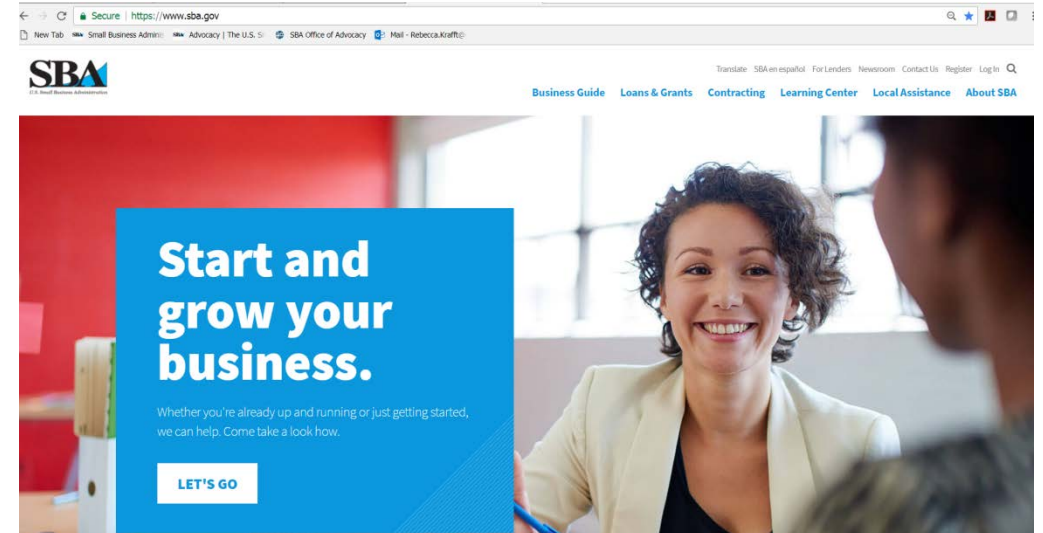 Secure | https://www.sba.gov
New Tab Small Business Admini Advocacy | The U.S. S SBA Office of Advocacy Mail - Rebecca.Krafft@
Translate SBA en español For Lenders Newsroom Contact Us Register Log In
SBA
U.S. Small Business Administration
Business Guide Loans & Grants Contracting Learning Center Local Assistance About SBA
Start and
grow your
business.
Whether you're already up and running or just getting started,
we can help. Come take a look how.
LET'S GO